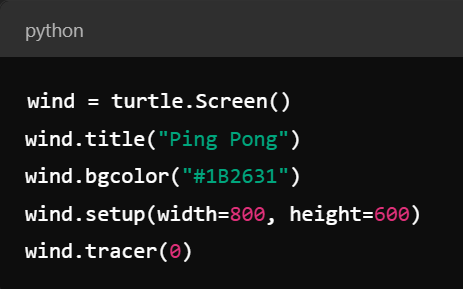 python
wind = turtle.Screen()
wind.title("Ping Pong")
wind.bgcolor("#1B2631")
wind.setup(width=800, height=600)
wind.tracer(0)